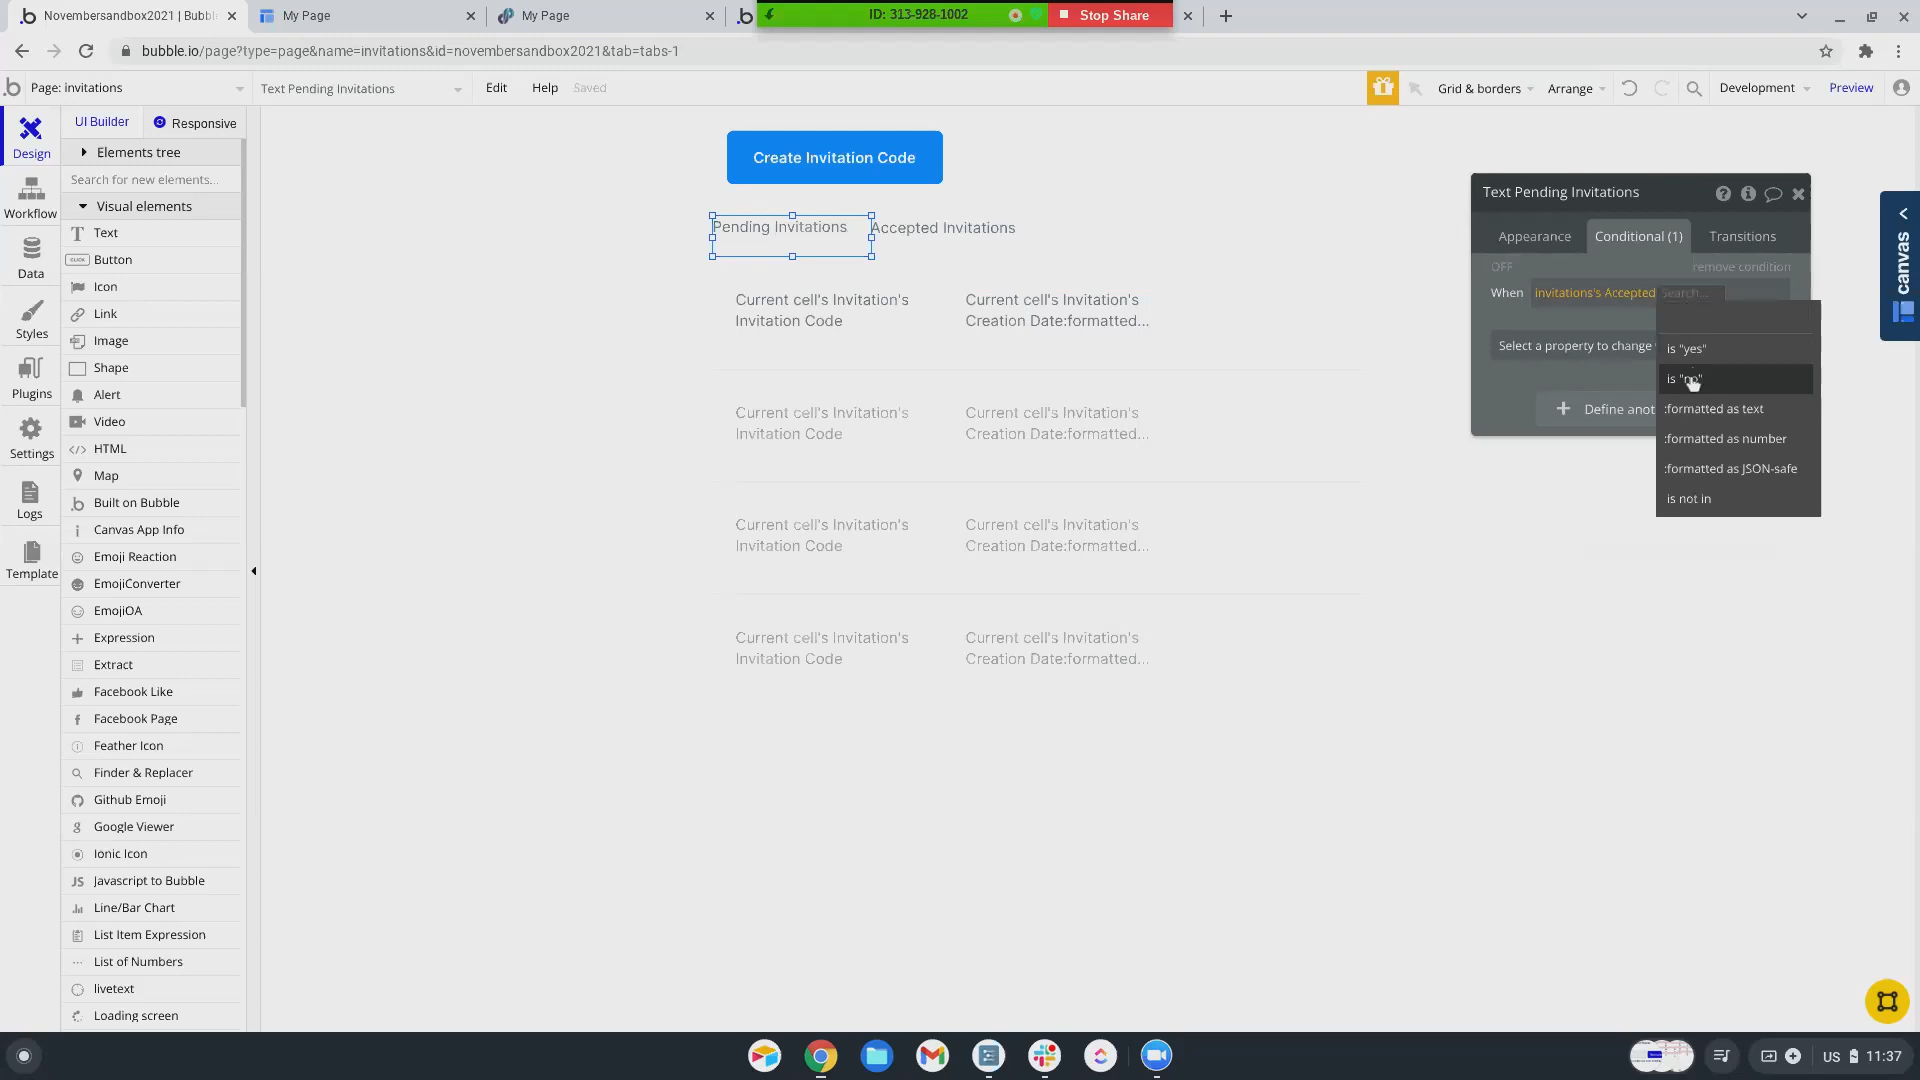 Novembersandbox2021 | Bubb
My Page
My Page
ID: 313-928-1002
Stop Share
bubble.io/page?type=page&name=invitations&id=novembersandbox2021&tab=tabs-1
Page: invitations
Text Pending Invitations
Edit
Help
Saved
Grid & borders
Arrange
Development
Preview
Design
Workflow
Data
Styles
Plugins
Settings
Logs
Template
UI Builder
Responsive
Elements tree
Search for new elements...
Visual elements
Text
CLICK
Button
Icon
Link
Image
Shape
Alert
Video
HTML
Map
Built on Bubble
Canvas App Info
Emoji Reaction
EmojiConverter
EmojiOA
Expression
Extract
Facebook Like
Facebook Page
Feather Icon
Finder & Replacer
Github Emoji
Google Viewer
Ionic Icon
JS Javascript to Bubble
Line/Bar Chart
List Item Expression
List of Numbers
livetext
Loading screen
Create Invitation Code
Pending Invitations
Accepted Invitations
Current cell's Invitation's
Invitation Code
Current cell's Invitation's
Creation Date:formatted...
Current cell's Invitation's
Invitation Code
Current cell's Invitation's
Creation Date:formatted...
Current cell's Invitation's
Invitation Code
Current cell's Invitation's
Creation Date:formatted...
Current cell's Invitation's
Invitation Code
Current cell's Invitation's
Creation Date:formatted...
Text Pending Invitations
Appearance
Conditional (1)
Transitions
OFF
remove condition
When
invitations's Accepted
Search...
Select a property to change
Define anot
is "yes"
is "no"
:formatted as text
:formatted as number
:formatted as JSON-safe
is not in
canvas
US
11:37